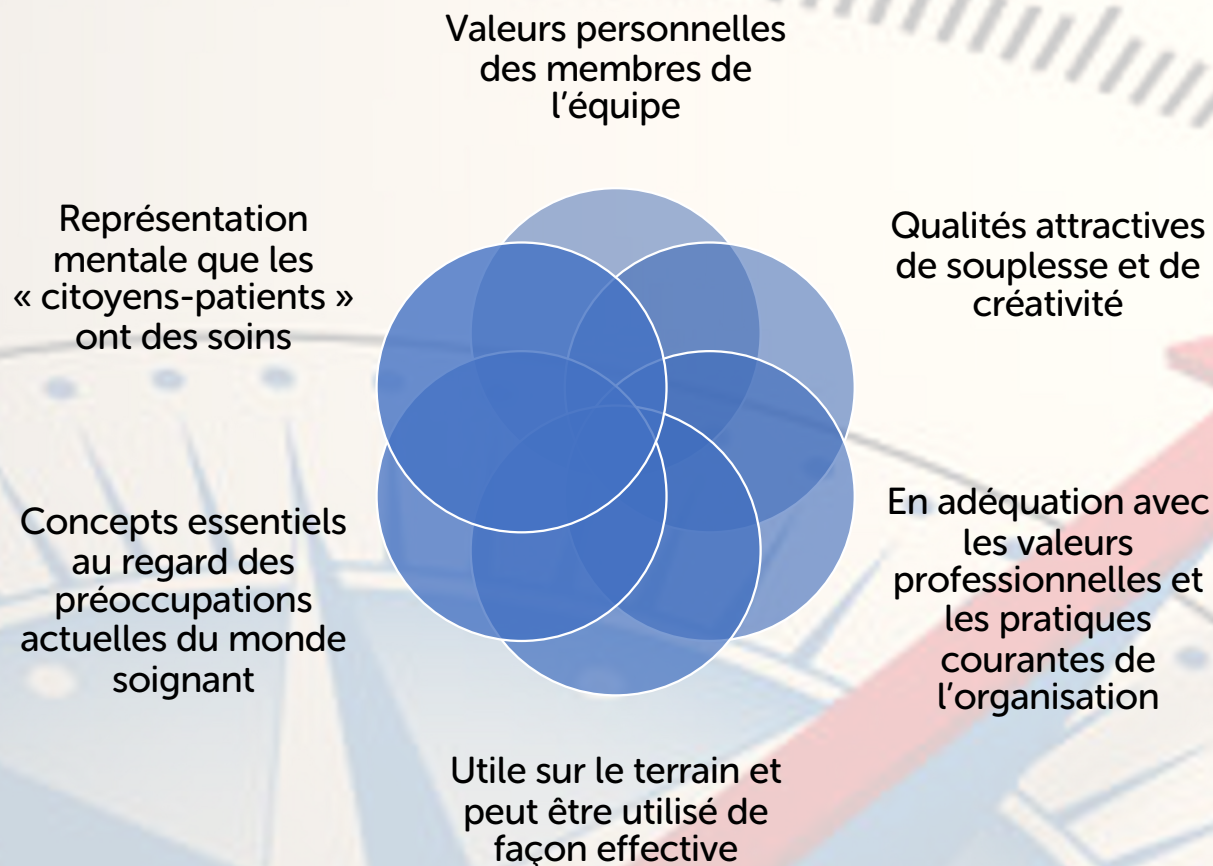 Valeurs personnelles
des membres de
l’équipe
Qualités attractives
de souplesse et de
créativité
En adéquation avec
les valeurs
professionnelles et
les pratiques
courantes de
l’organisation
Utile sur le terrain et
peut être utilisé de
façon effective
Concepts essentiels
au regard des
préoccupations
actuelles du monde
soignant
Représentation
mentale que les
« citoyens-patients »
ont des soins